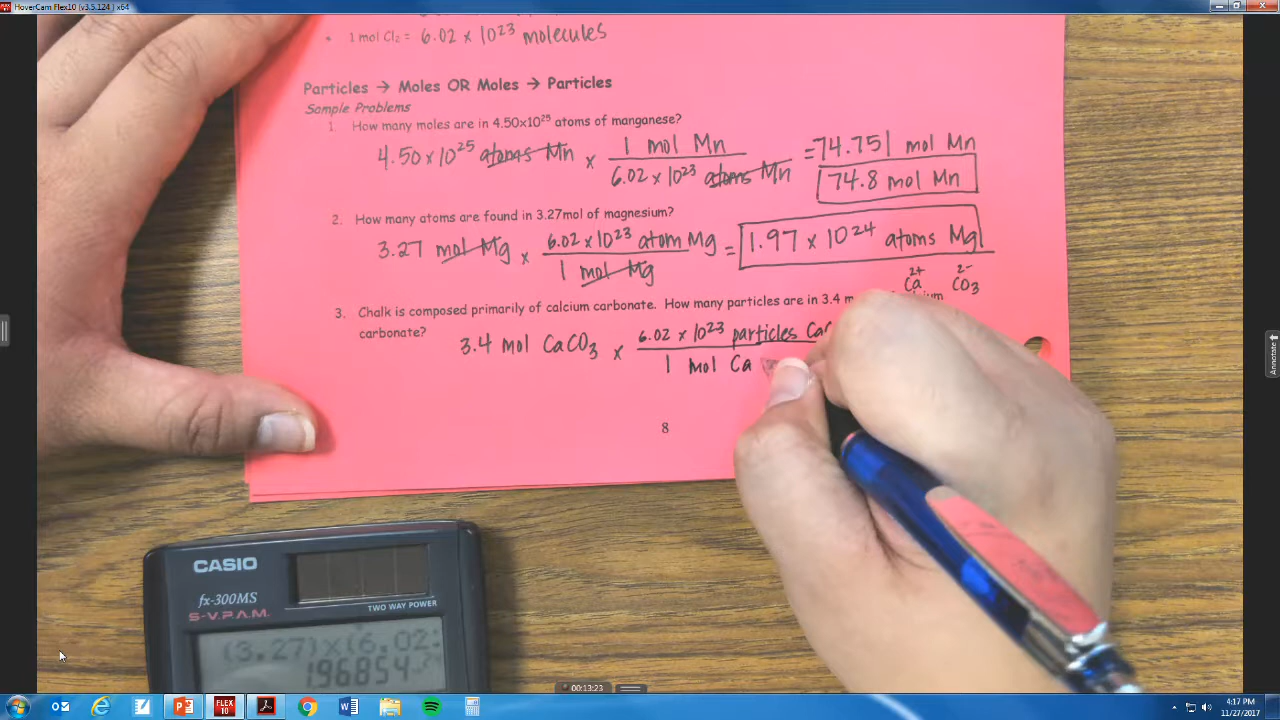 HoverCam Flex10 (v3.5.124) x64
1 mol Cl₂ = 6.02 x 10²³ molecules
Particles → Moles OR Moles → Particles
Sample Problems
1. How many moles are in 4.50x10²⁵ atoms of manganese?
4.50 x 10²⁵ atoms Mn x 1 mol Mn = 74.751 mol Mn
6.02 x 10²³ atoms Mn 74.8 mol Mn
2. How many atoms are found in 3.27mol of magnesium?
3.27 mol Mg x 6.02 x 10²³ atom Mg = 1.97 x 10²⁴ atoms Mg
1 mol Mg
Ca²⁺ CO₃²⁻
3. Chalk is composed primarily of calcium carbonate. How many particles are in 3.4
carbonate?
3.4 mol CaCO₃ x 6.02 x 10²³ particles Ca
1 mol Ca
8
Annotate
CASIO
fx-300MS
S-V.P.A.M.
TWO WAY POWER
(3.27)x(6.02
1.96854
00:13:23
FLEX 10
4:17 PM
11/27/2017